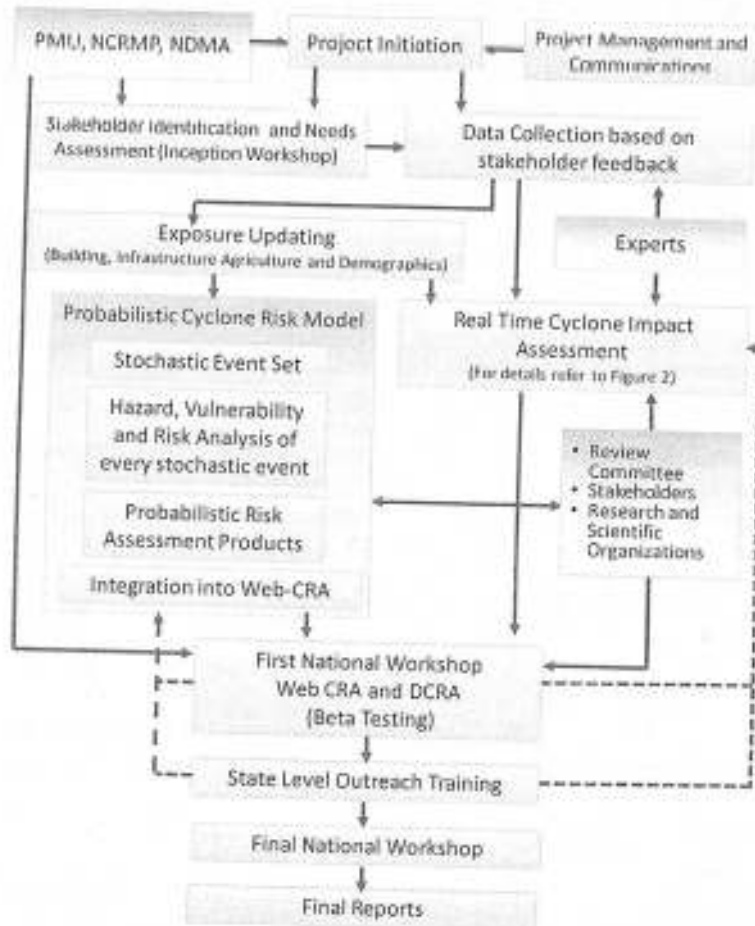 PMU, NCRMP, NDMA
Project Initiation
Project Management and
Communications
Stakeholder Identification and Needs
Assessment (Inception Workshop)
Data Collection based on
stakeholder feedback
Exposure Updating
(Building, Infrastructure Agriculture and Demographics)
Experts
Probabilistic Cyclone Risk Model
Stochastic Event Set
Hazard, Vulnerability
and Risk Analysis of
every stochastic event
Probabilistic Risk
Assessment Products
Integration into Web-CRA
Real Time Cyclone Impact
Assessment
(For details refer to Figure 2)
• Review
Committee
• Stakeholders
• Research and
Scientific
Organizations
First National Workshop
Web CRA and DCRA
(Beta Testing)
State Level Outreach Training
Final National Workshop
Final Reports